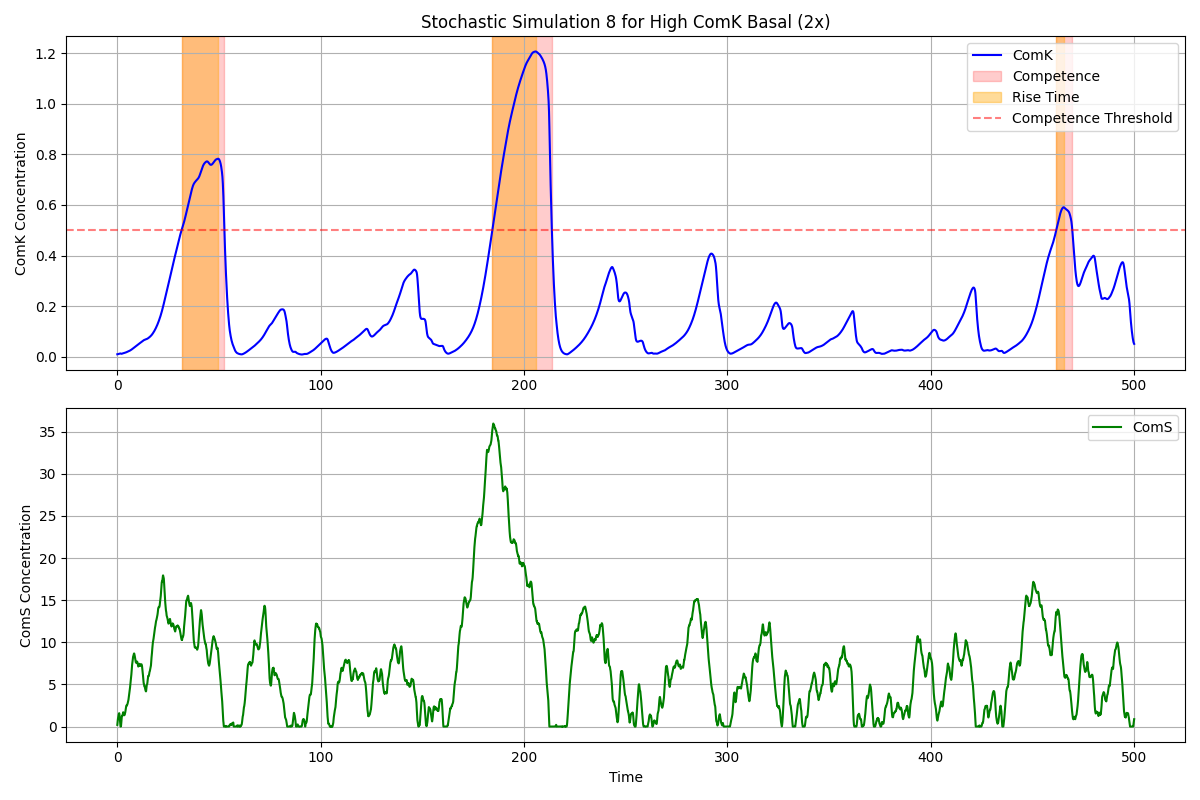 Stochastic Simulation 8 for High ComK Basal (2x)
ComK Concentration
1.2
1.0
0.8
0.6
0.4
0.2
0.0
ComK
Competence
Rise Time
Competence Threshold
0 100 200 300 400 500
ComS Concentration
35
30
25
20
15
10
5
0
ComS
0 100 200 300 400 500
Time